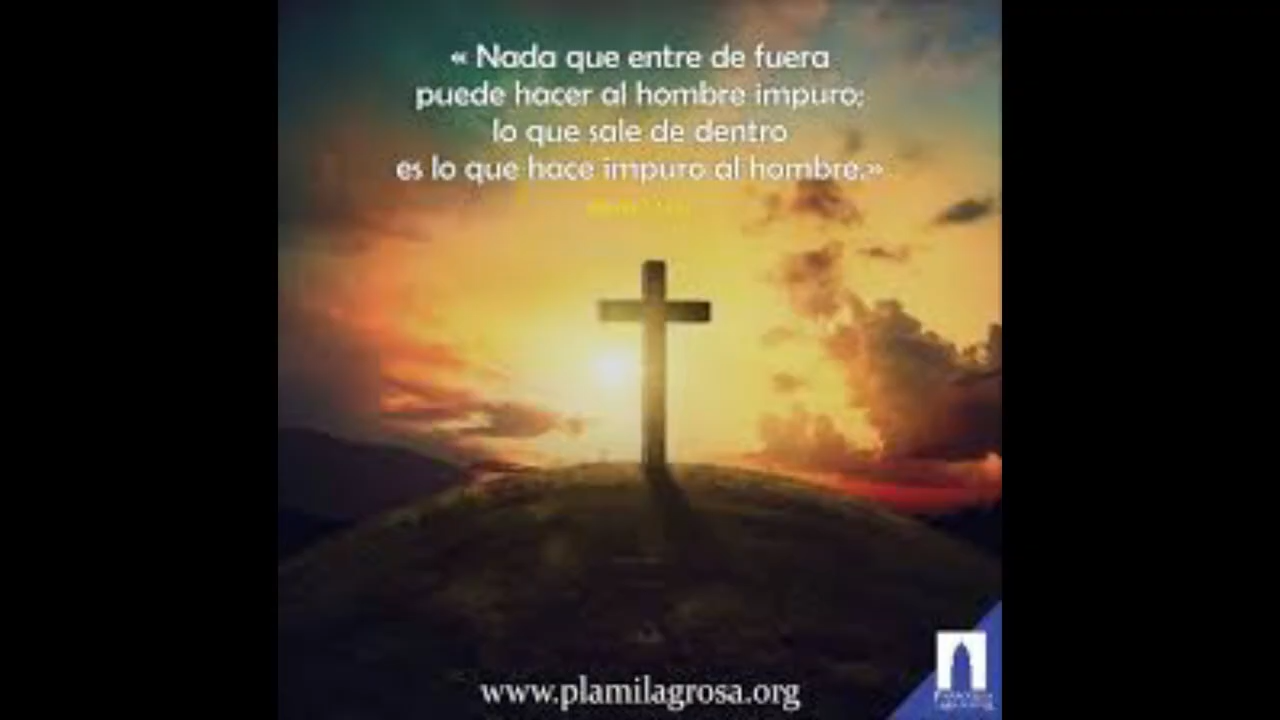 « Nada que entre de fuera
puede hacer al hombre impuro;
lo que sale de dentro
es lo que hace impuro al hombre.»
www.plamilagrosa.org